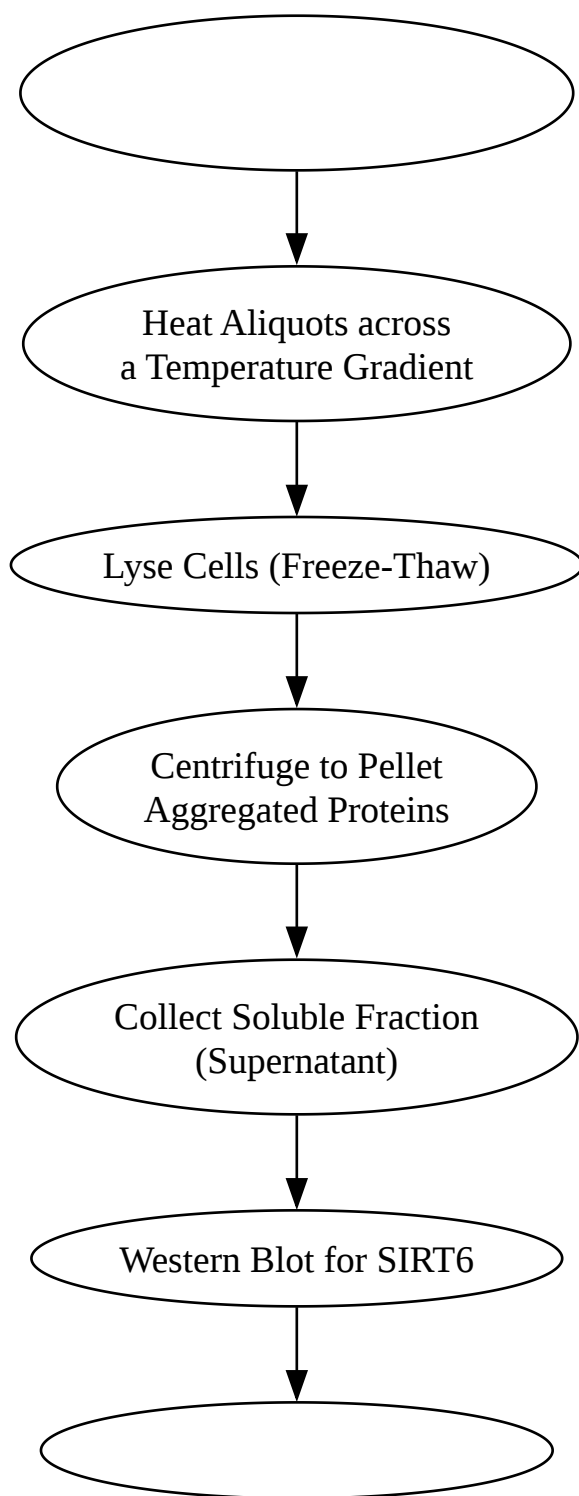 Heat Aliquots across
a Temperature Gradient
Lyse Cells (Freeze-Thaw)
Centrifuge to Pellet
Aggregated Proteins
Collect Soluble Fraction
(Supernatant)
Western Blot for SIRT6